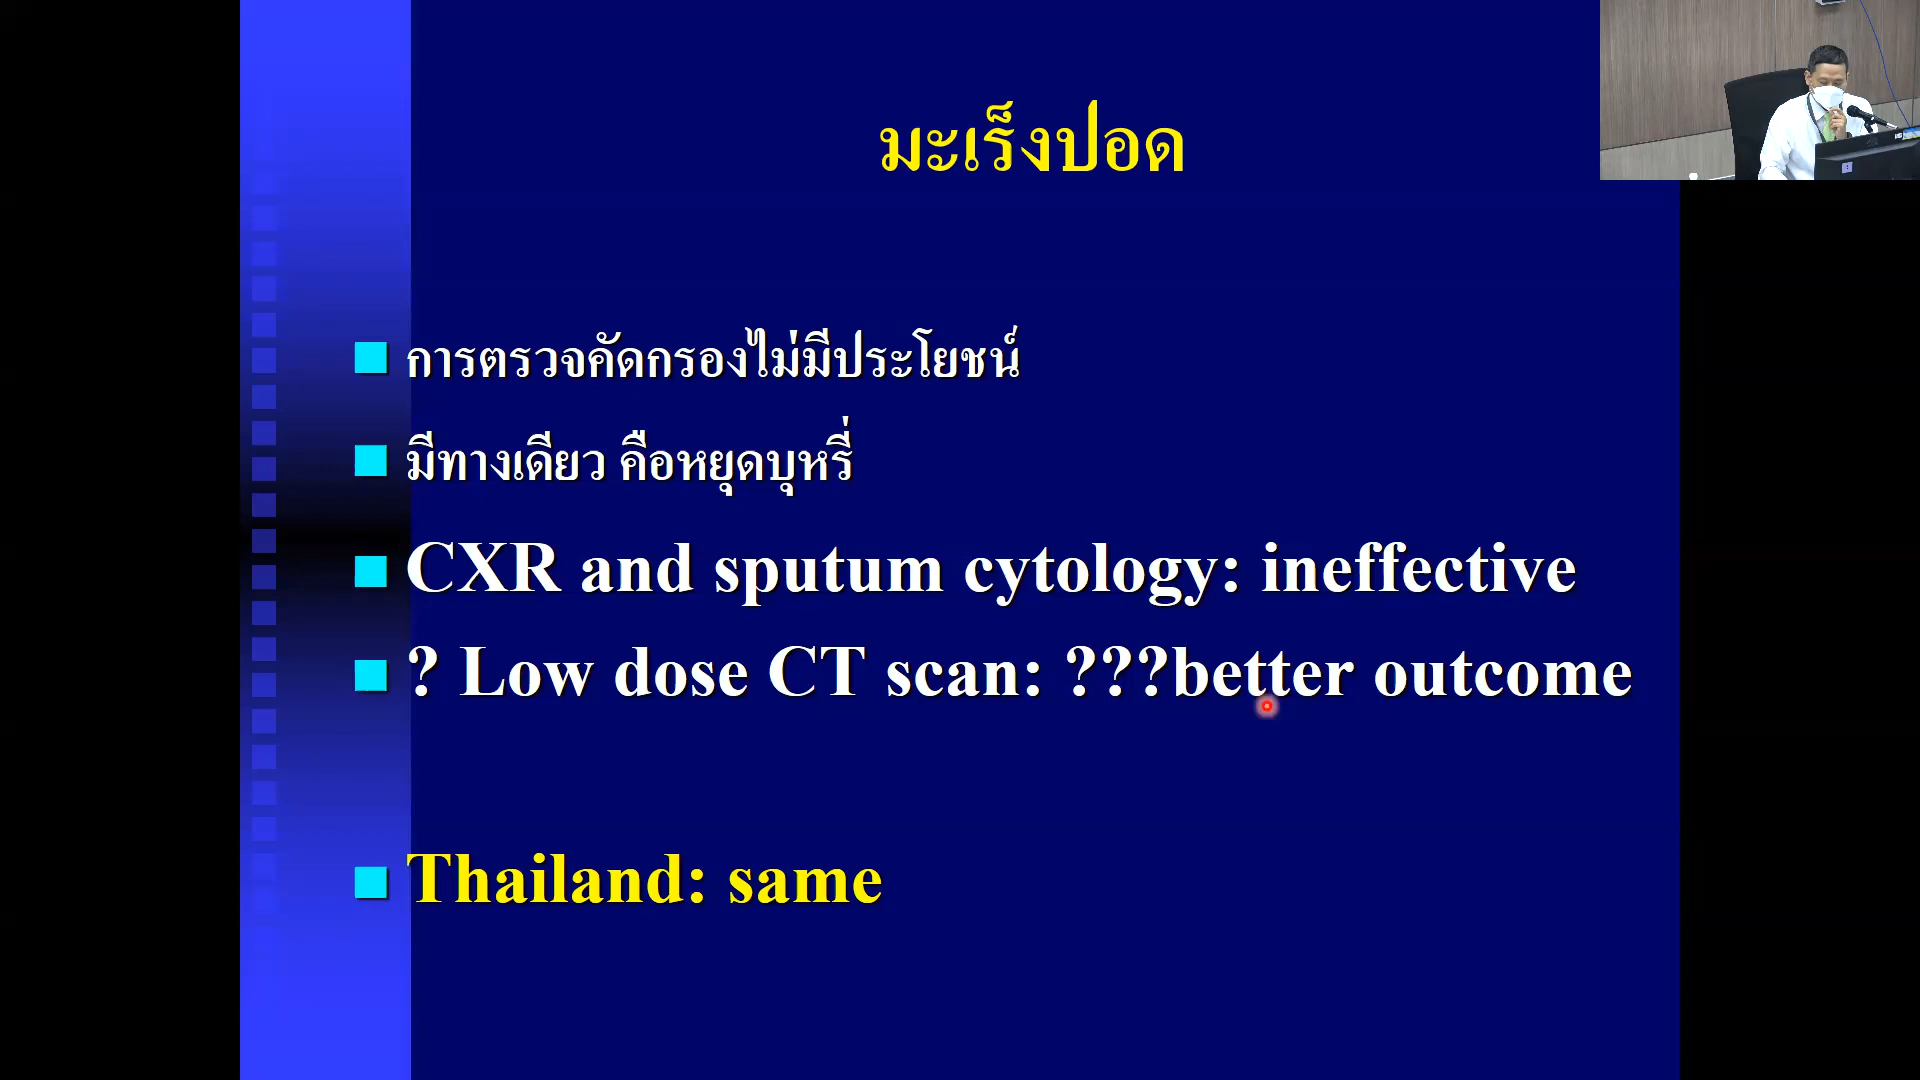 มะเร็งปอด
การตรวจคัดกรองไม่มีประโยชน์
มีทางเดียว คือหยุดบุหรี่
CXR and sputum cytology: ineffective
? Low dose CT scan: ???better outcome
Thailand: same